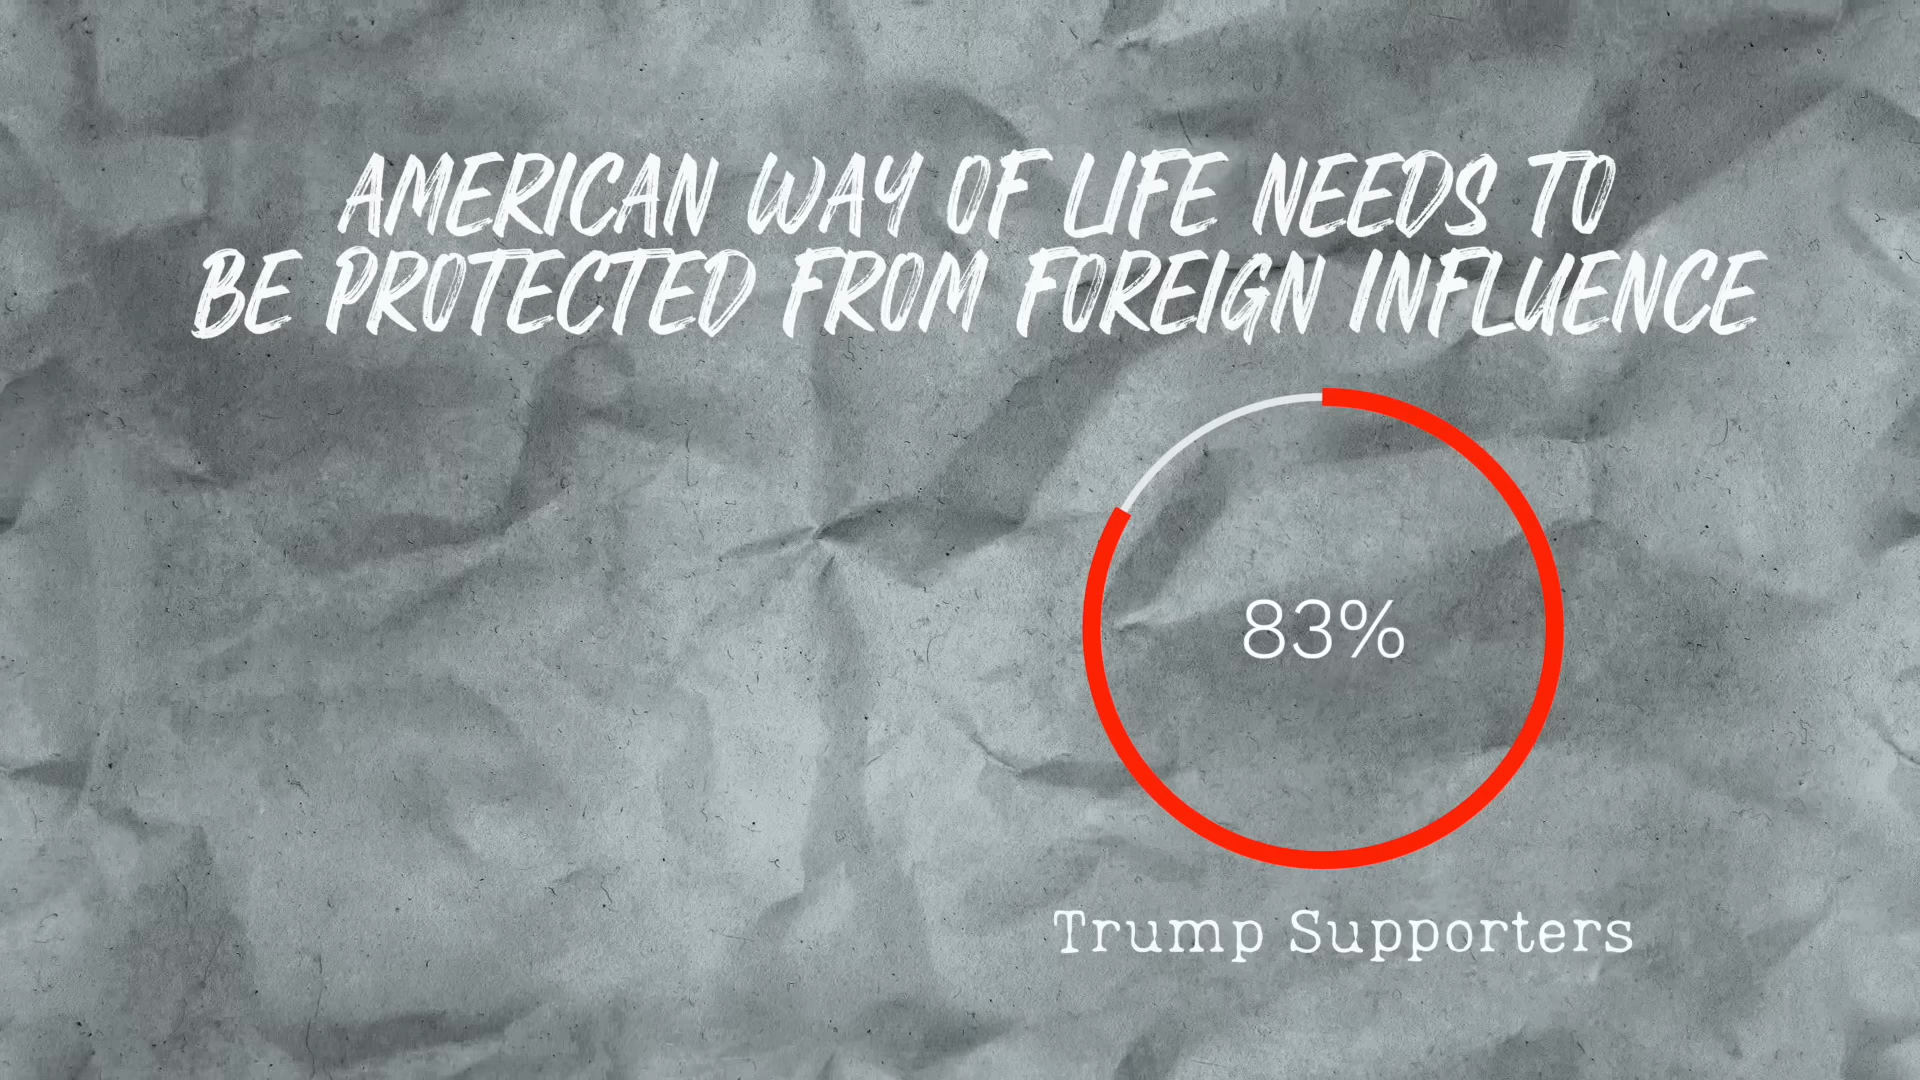 AMERICAN WAY OF LIFE NEEDS TO
BE PROTECTED FROM FOREIGN INFLUENCE
83%
Trump Supporters